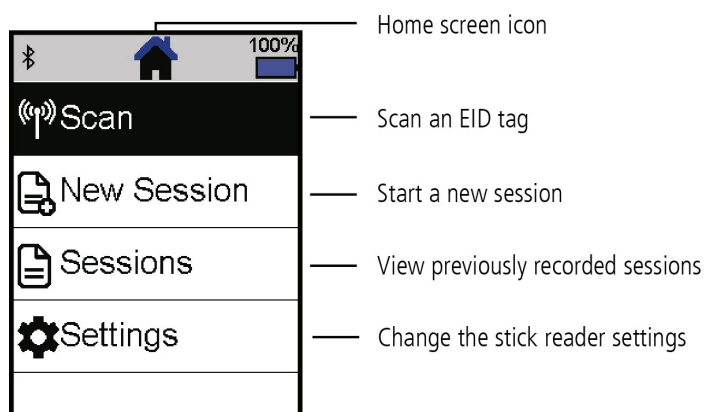 Home screen icon
100%
Scan
Scan an EID tag
New Session
Start a new session
Sessions
View previously recorded sessions
Settings
Change the stick reader settings